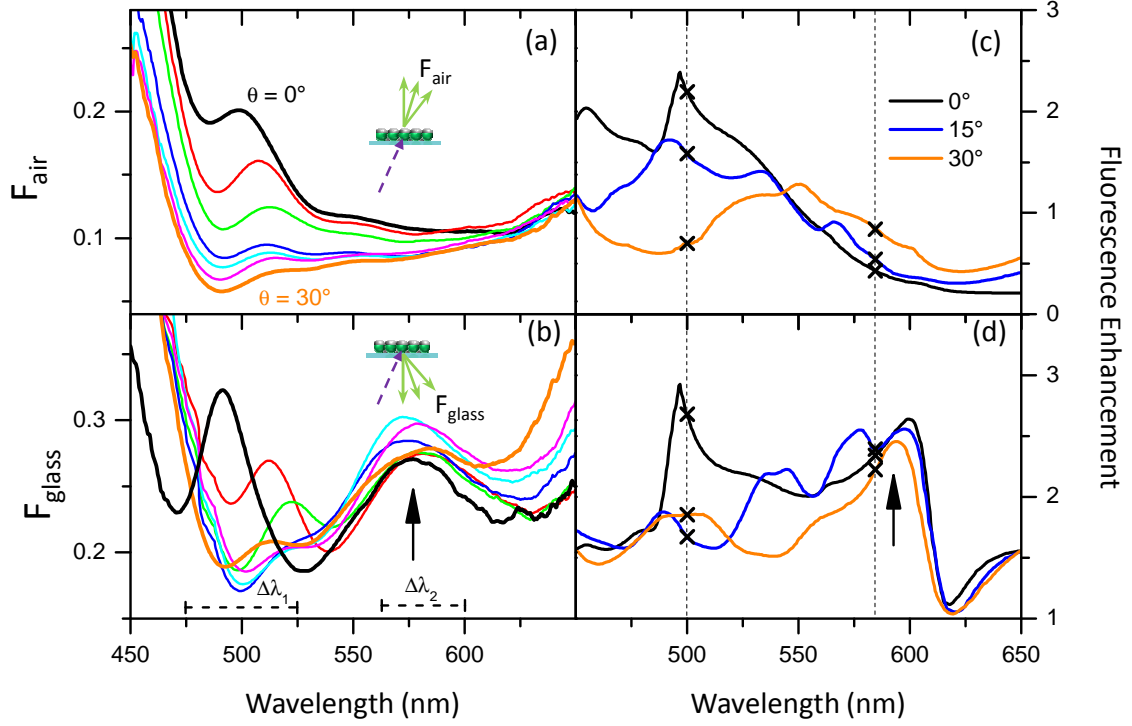 (a)
F_air
θ = 0°
θ = 30°
0.2
0.1
F_air
(c)
0°
15°
30°
3
2
1
0
(b)
F_glass
0.3
0.2
F_glass
Δλ₁
Δλ₂
450
500
550
600
Wavelength (nm)
(d)
3
2
1
500
550
600
650
Wavelength (nm)
Fluorescence Enhancement